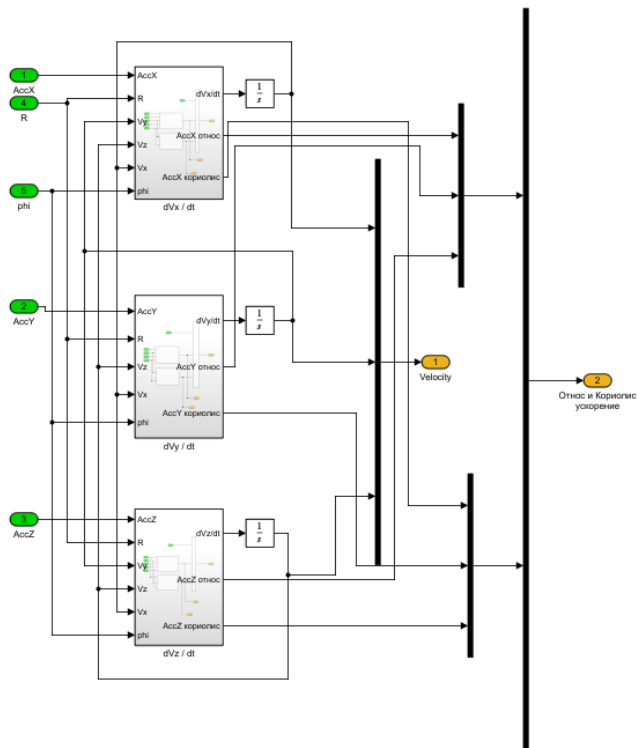 1
AccX
4
R
5
phi
2
AccY
3
AccZ
AccX
R
Vy
Vz
Vx
phi
dVx/dt
AccX относ
AccX кориолис
dVx / dt
1
s
AccY
R
Vz
Vx
phi
dVy/dt
AccY относ
AccY кориолис
dVy / dt
1
s
AccZ
R
Vy
Vz
Vx
phi
dVz/dt
AccZ относ
AccZ кориолис
dVz / dt
1
s
1
Velocity
2
Относ и Кориолис
ускорение